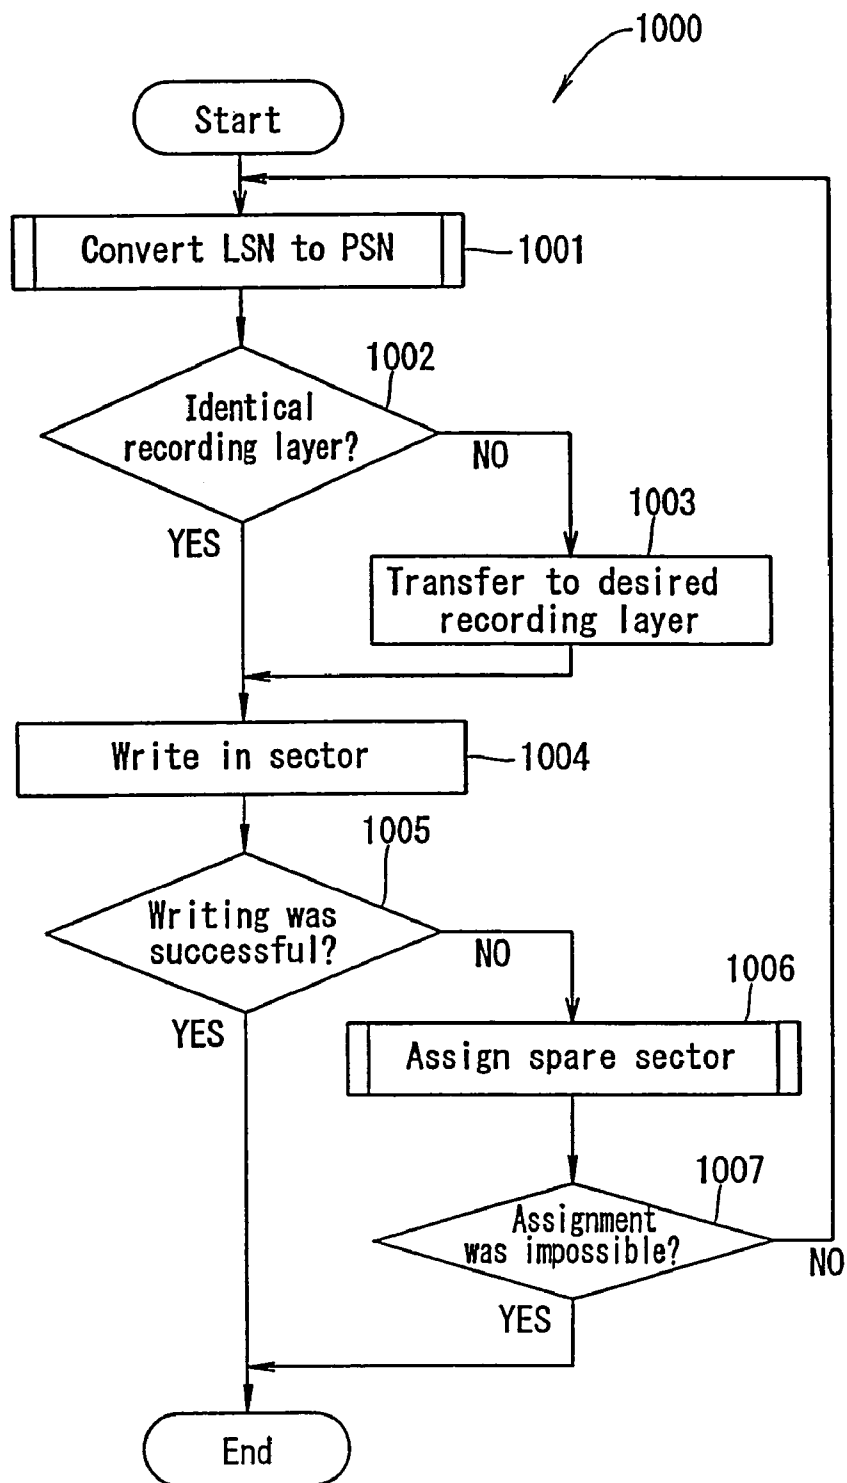 1000
Start
Convert LSN to PSN
1001
1002
Identical
recording layer?
NO
YES
1003
Transfer to desired
recording layer
Write in sector
1004
1005
Writing was
successful?
NO
YES
1006
Assign spare sector
1007
Assignment
was impossible?
NO
YES
End